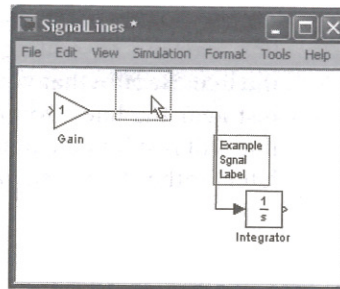 SignalLines *
File Edit View Simulation Format Tools Help
1
Gain
Example
Sgnal
Label
1
s
Integrator